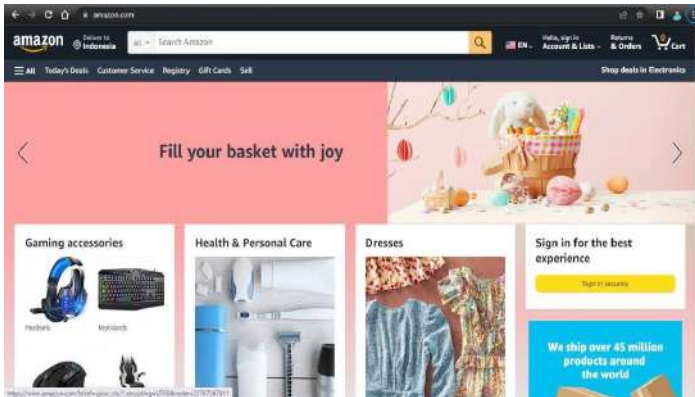 amazon.com
amazon
Deliver to
Indonesia
All
Search Amazon
EN
Hello, sign in
Account & Lists
Returns
& Orders
0
Cart
All
Today's Deals
Customer Service
Registry
Gift Cards
Sell
Shop deals in Electronics
Fill your basket with joy
Gaming accessories
Headsets
Keyboards
Health & Personal Care
Dresses
Sign in for the best
experience
Sign in securely
We ship over 45 million
products around
the world